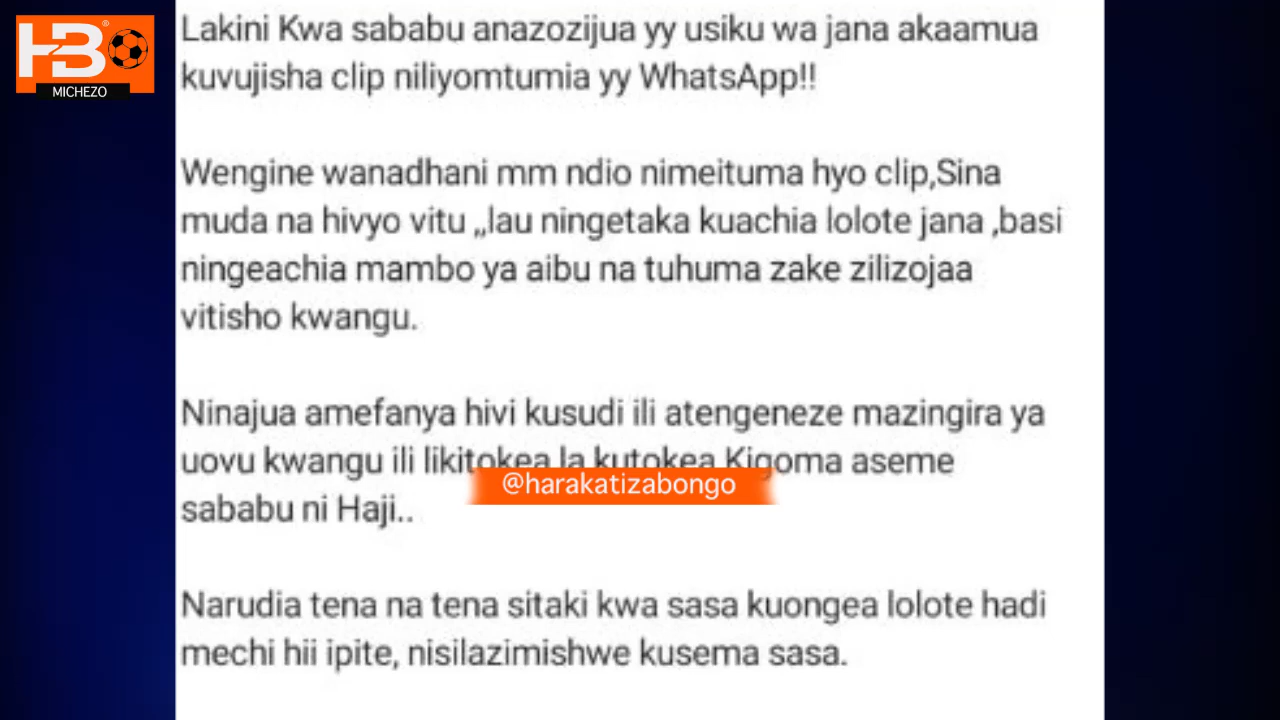 HB®
MICHEZO
Lakini Kwa sababu anazozijua yy usiku wa jana akaamua
kuvujisha clip niliyomtumia yy WhatsApp!!
Wengine wanadhani mm ndio nimeituma hyo clip,Sina
muda na hivyo vitu ,,lau ningetaka kuachia lolote jana ,basi
ningeachia mambo ya aibu na tuhuma zake zilizojaa
vitisho kwangu.
Ninajua amefanya hivi kusudi ili atengeneze mazingira ya
uovu kwangu ili likitokea la kutokea Kigoma aseme
@harakatizabongo
sababu ni Haji..
Narudia tena na tena sitaki kwa sasa kuongea lolote hadi
mechi hii ipite, nisilazimishwe kusema sasa.